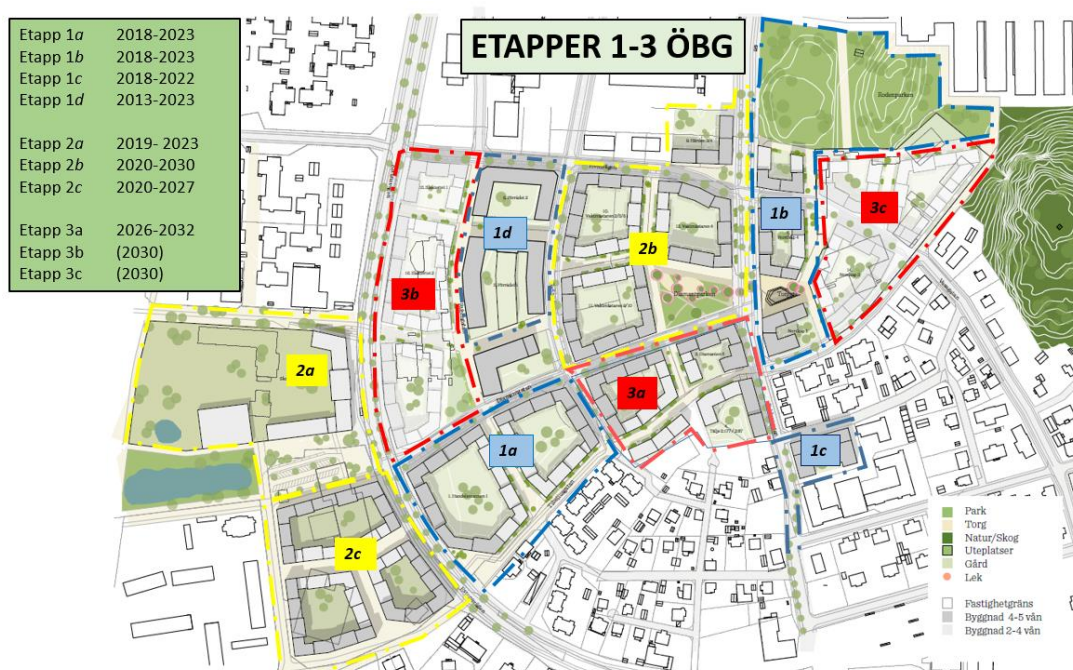 Etapp 1a 2018-2023
Etapp 1b 2018-2023
Etapp 1c 2018-2022
Etapp 1d 2013-2023
Etapp 2a 2019- 2023
Etapp 2b 2020-2030
Etapp 2c 2020-2027
Etapp 3a 2026-2032
Etapp 3b (2030)
Etapp 3c (2030)
ETAPPER 1-3 ÖBG
Rodenparken
3c
1b
1d
2b
3b
2a
3a
1a
1c
2c
Park
Torg
Natur/Skog
Uteplatser
Gård
Lek
Fastighetgräns
Byggnad 4-5 vån
Byggnad 2-4 vån